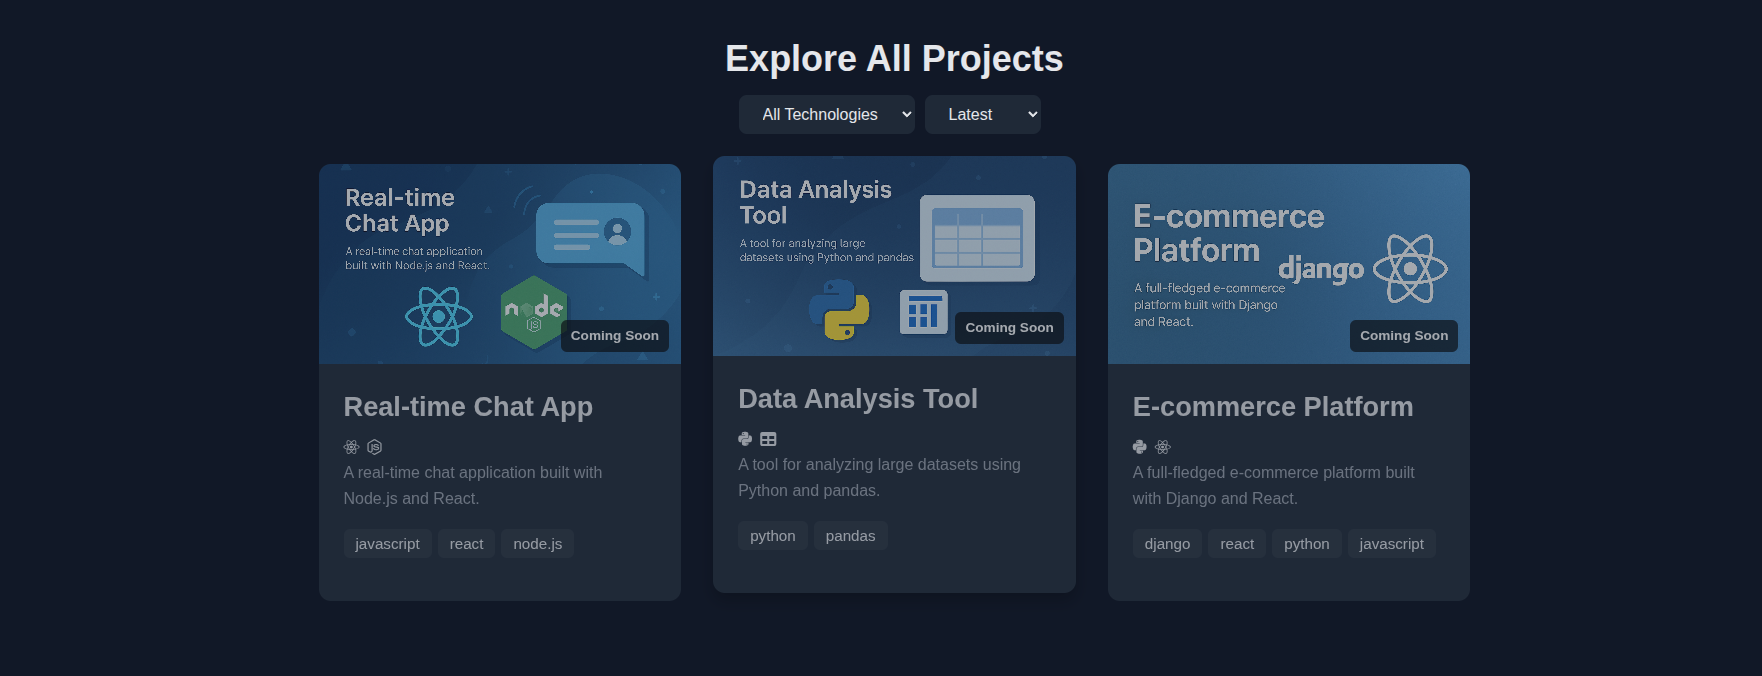 Explore All Projects
All Technologies
Latest
Real-time
Chat App
A real-time chat application
built with Node.js and React.
node
JS
Coming Soon
Real-time Chat App
JS
A real-time chat application built with
Node.js and React.
javascript
react
node.js
Data Analysis
Tool
A tool for analyzing large
datasets using Python and pandas
Coming Soon
Data Analysis Tool
A tool for analyzing large datasets using
Python and pandas.
python
pandas
E-commerce
Platform
django
A full-fledged e-commerce
platform built with Django
and React.
Coming Soon
E-commerce Platform
A full-fledged e-commerce platform built
with Django and React.
django
react
python
javascript